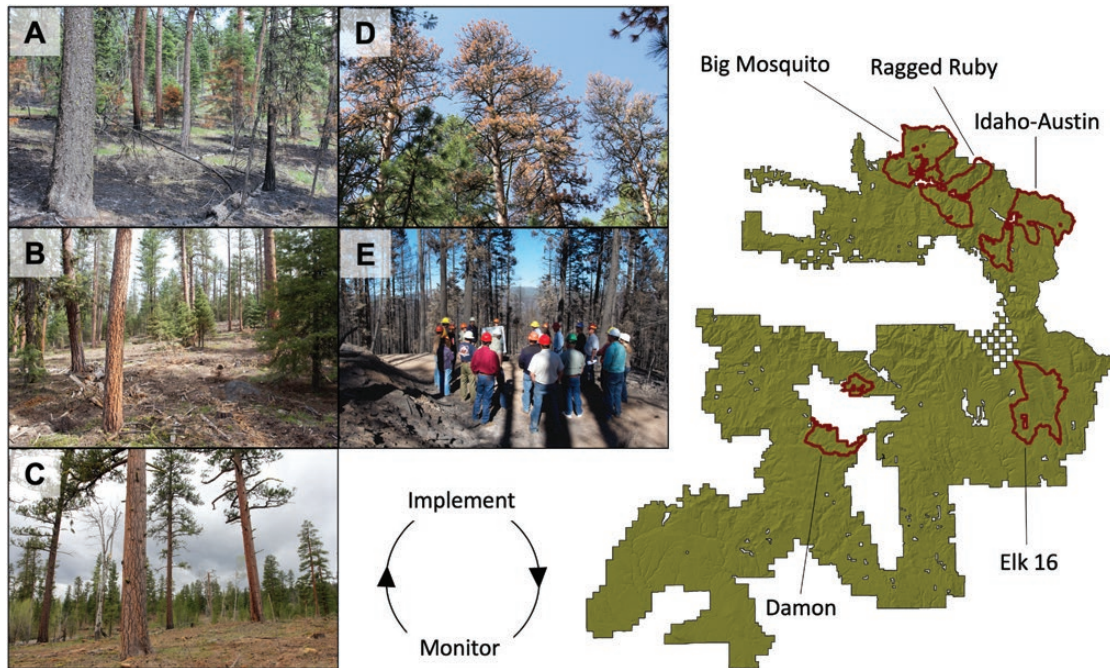 A
B
C
D
E
Implement
Monitor
Big Mosquito
Ragged Ruby
Idaho-Austin
Elk 16
Damon